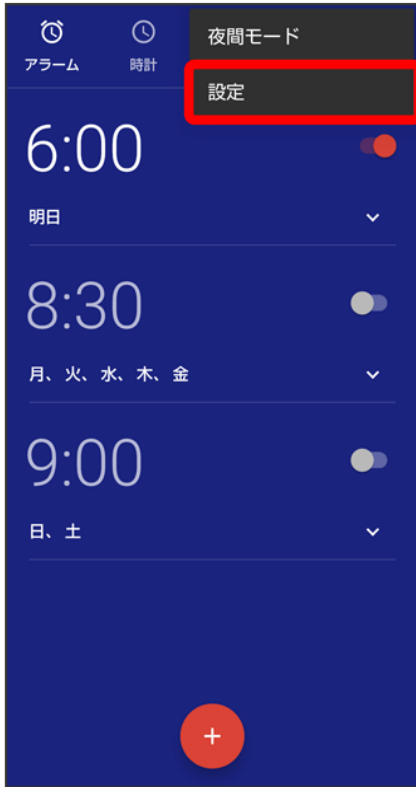 アラーム
時計
夜間モード
設定
6:00
明日
8:30
月、火、水、木、金
9:00
日、土
+